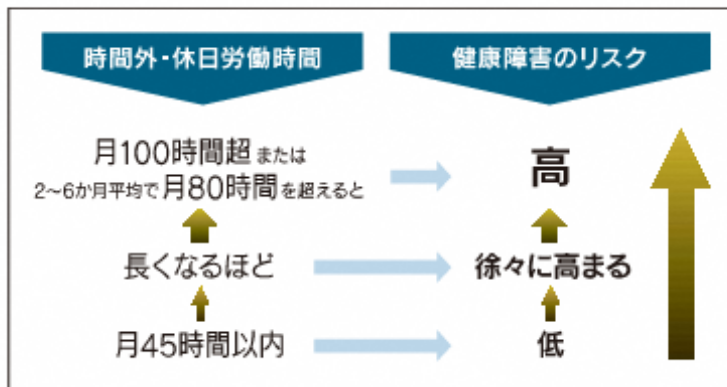 時間外・休日労働時間
健康障害のリスク
月100時間超 または
2〜6か月平均で 月80時間 を超えると
高
長くなるほど
徐々に高まる
月45時間以内
低